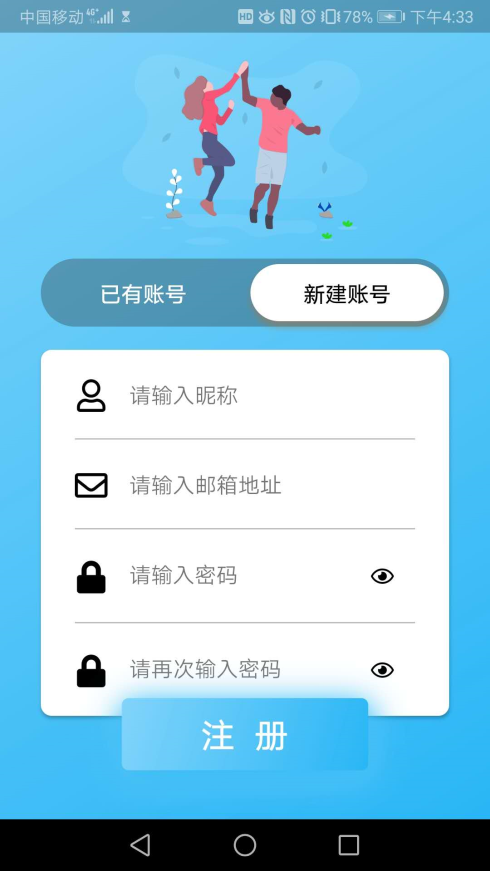 中国移动 4G+ HD 78% 下午4:33
已有账号 新建账号
请输入昵称
请输入邮箱地址
请输入密码
请再次输入密码
注 册